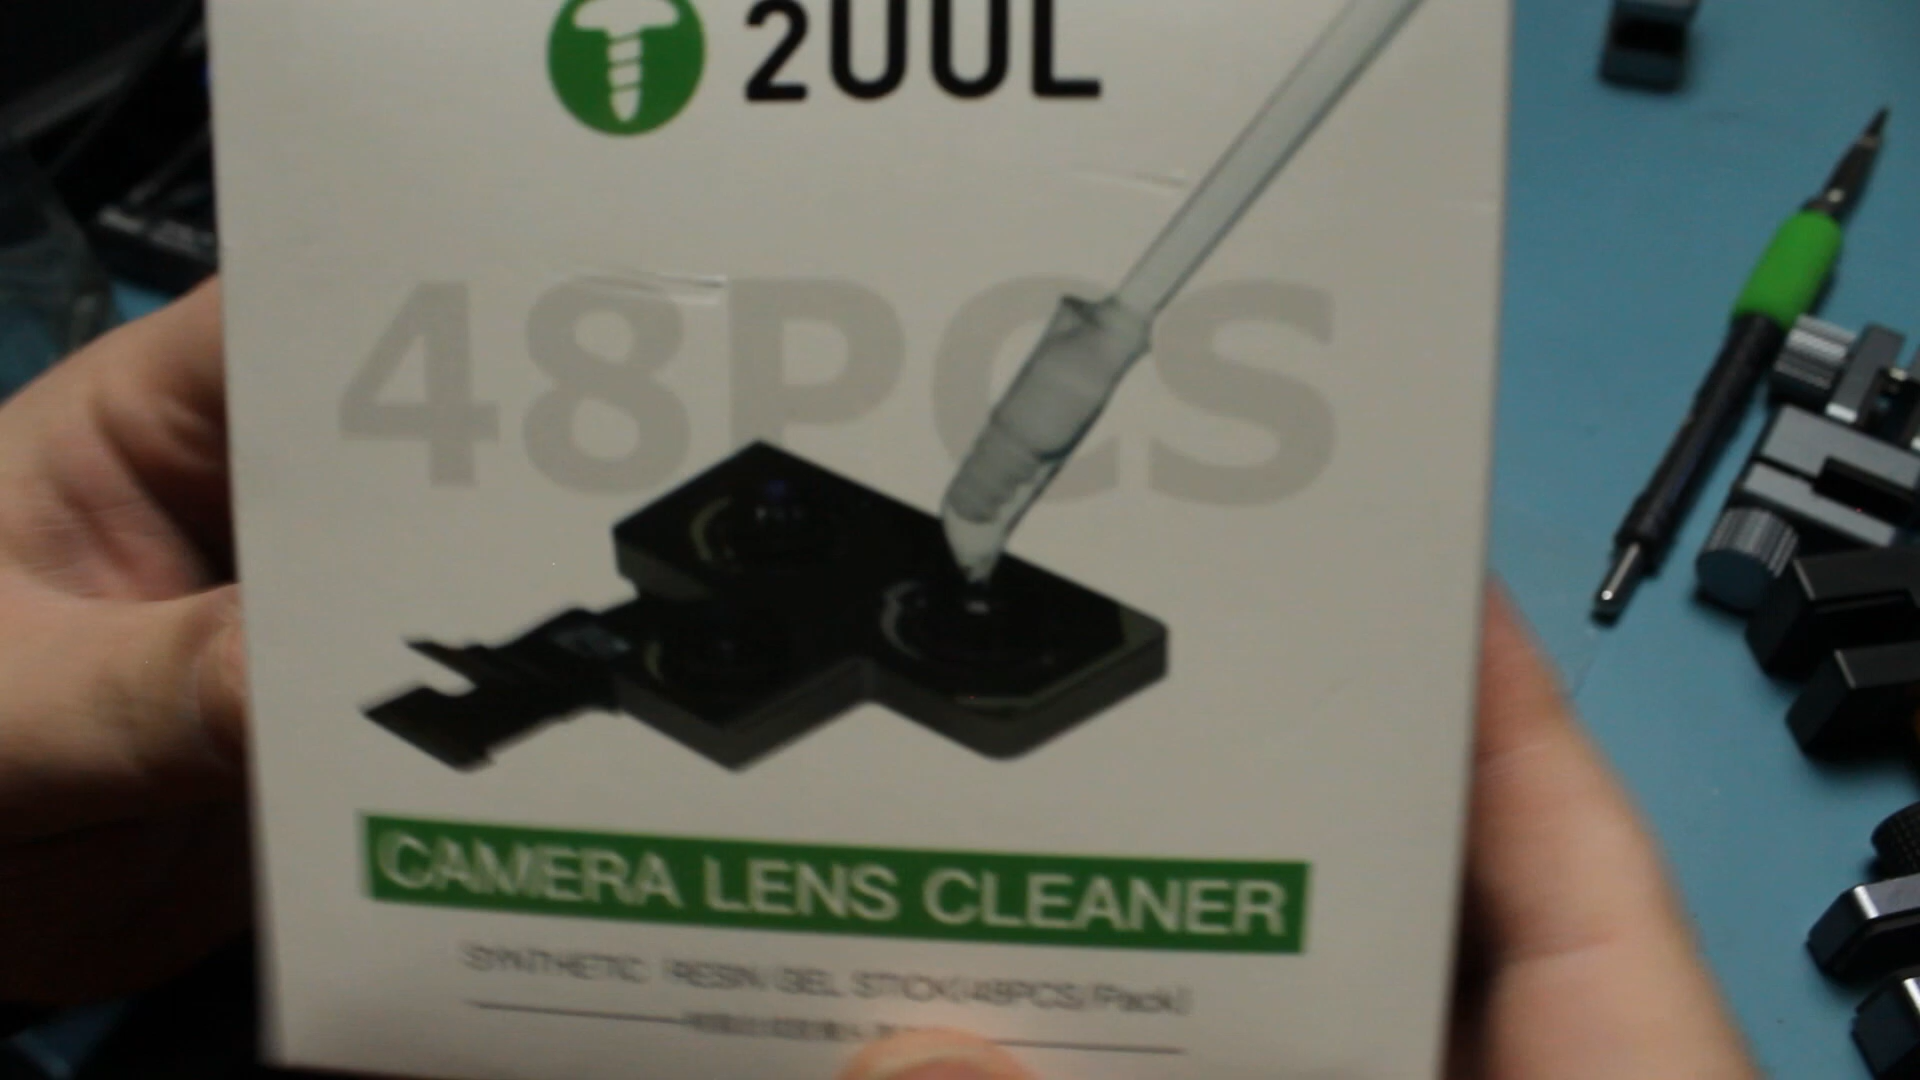 2UUL
48PCS
CAMERA LENS CLEANER
SYNTHETIC RESIN GEL STICK(48PCS/Pack)